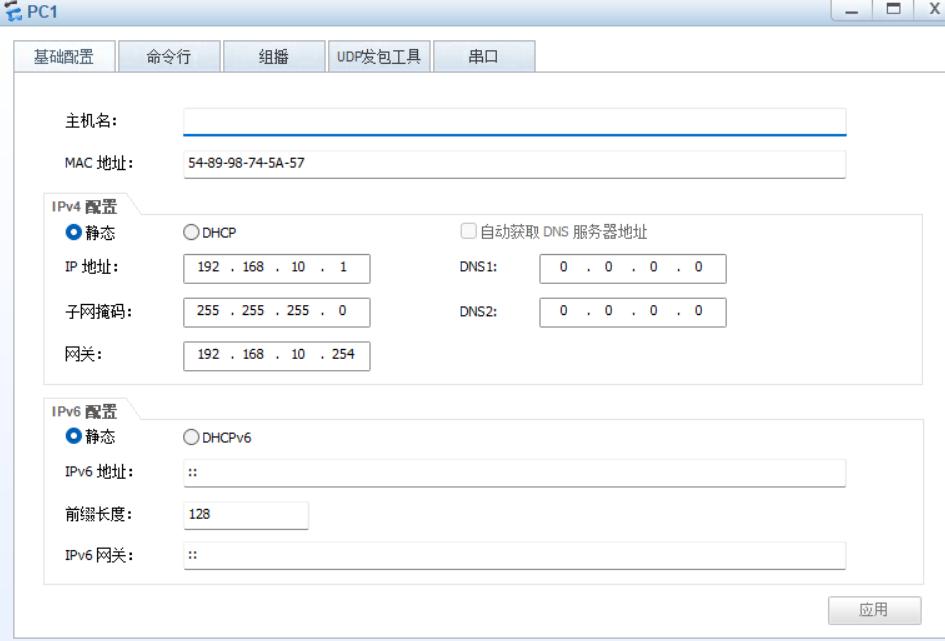 PC1
基础配置 命令行 组播 UDP发包工具 串口
主机名：
MAC 地址： 54-89-98-74-5A-57
IPv4 配置
静态 DHCP 自动获取 DNS 服务器地址
IP 地址： 192 . 168 . 10 . 1 DNS1: 0 . 0 . 0 . 0
子网掩码： 255 . 255 . 255 . 0 DNS2: 0 . 0 . 0 . 0
网关： 192 . 168 . 10 . 254
IPv6 配置
静态 DHCPv6
IPv6 地址： ::
前缀长度： 128
IPv6 网关： ::
应用